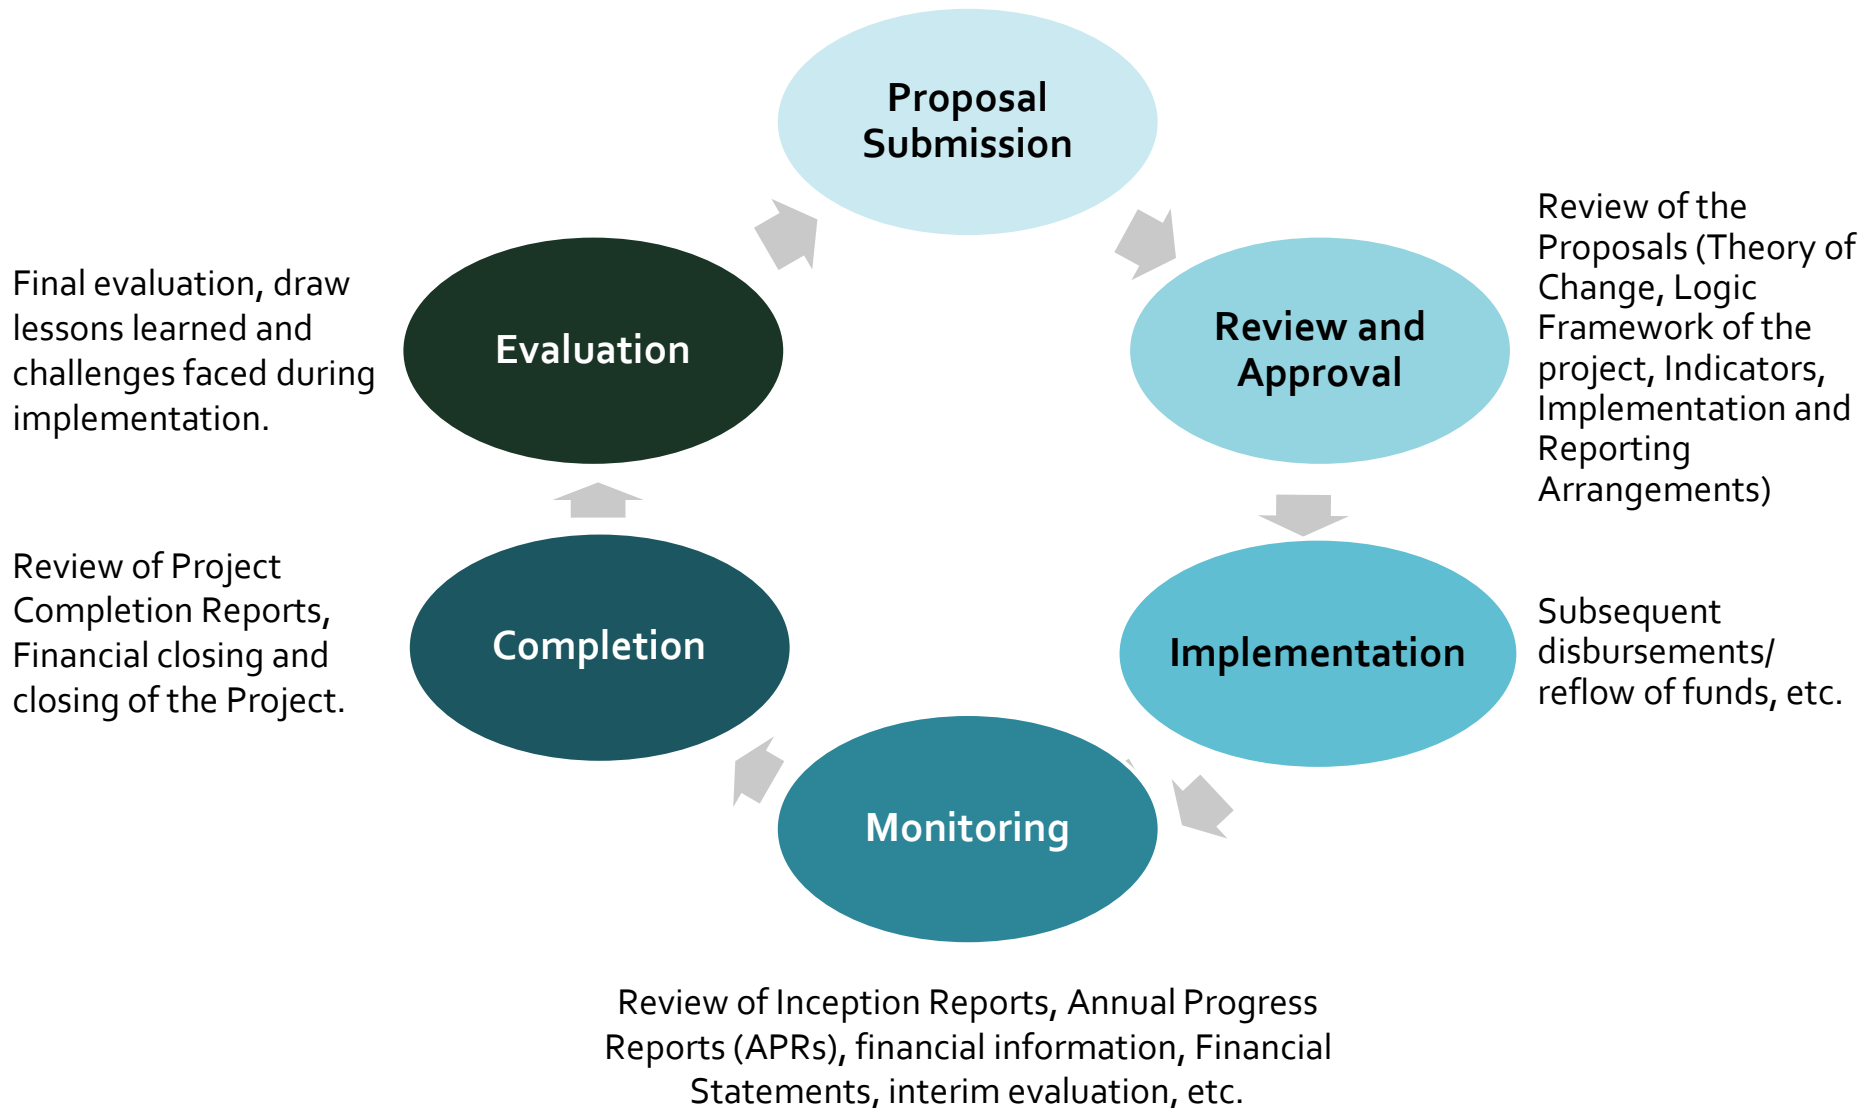 Proposal
Submission
Review and
Approval
Review of the
Proposals (Theory of
Change, Logic
Framework of the
project, Indicators,
Implementation and
Reporting
Arrangements)
Implementation
Subsequent
disbursements/
reflow of funds, etc.
Monitoring
Review of Inception Reports, Annual Progress
Reports (APRs), financial information, Financial
Statements, interim evaluation, etc.
Completion
Review of Project
Completion Reports,
Financial closing and
closing of the Project.
Evaluation
Final evaluation, draw
lessons learned and
challenges faced during
implementation.